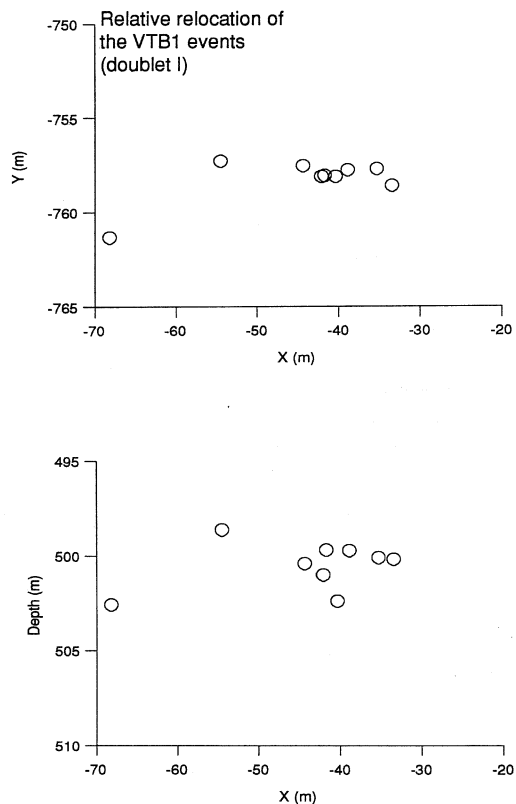 Relative relocation of
the VTB1 events
(doublet I)
-750
-755
-760
-765
Y (m)
-70 -60 -50 -40 -30 -20
X (m)
495
500
505
510
Depth (m)
-70 -60 -50 -40 -30 -20
X (m)